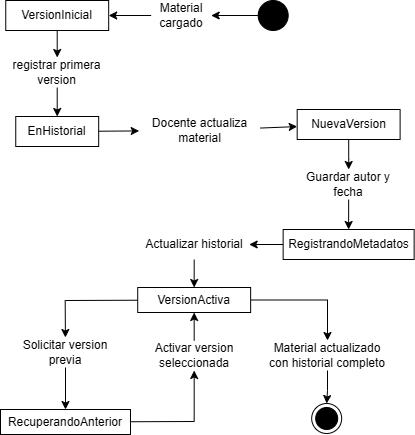 VersionInicial
Material
cargado
registrar primera
version
EnHistorial
Docente actualiza
material
NuevaVersion
Guardar autor y
fecha
RegistrandoMetadatos
Actualizar historial
VersionActiva
Solicitar version
previa
Activar version
seleccionada
Material actualizado
con historial completo
RecuperandoAnterior